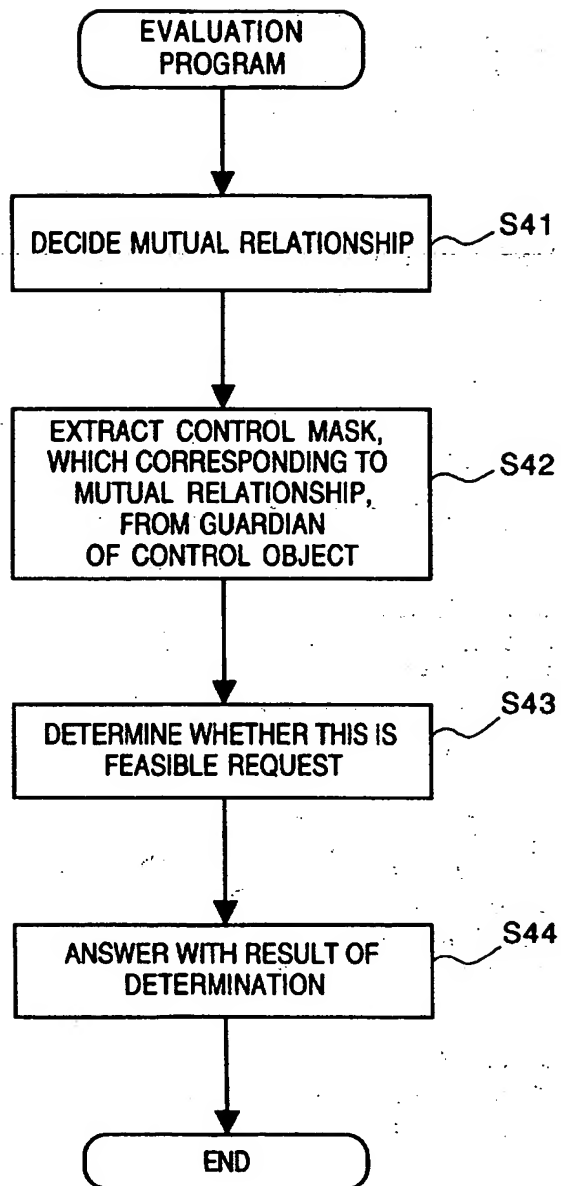 EVALUATION
PROGRAM
DECIDE MUTUAL RELATIONSHIP
S41
EXTRACT CONTROL MASK,
WHICH CORRESPONDING TO
MUTUAL RELATIONSHIP,
FROM GUARDIAN
OF CONTROL OBJECT
S42
DETERMINE WHETHER THIS IS
FEASIBLE REQUEST
S43
ANSWER WITH RESULT OF
DETERMINATION
S44
END